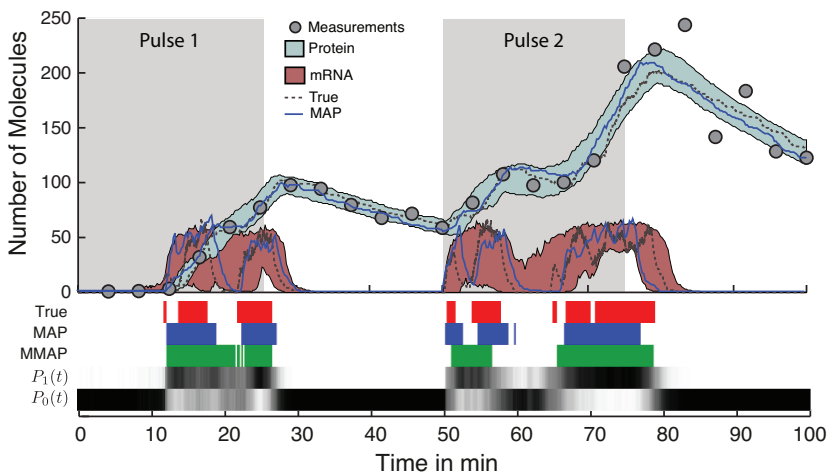 250
200
150
100
50
0
Number of Molecules
Pulse 1
Pulse 2
Measurements
Protein
mRNA
True
MAP
True
MAP
MMAP
P₁(t)
P₀(t)
0 10 20 30 40 50 60 70 80 90 100
Time in min